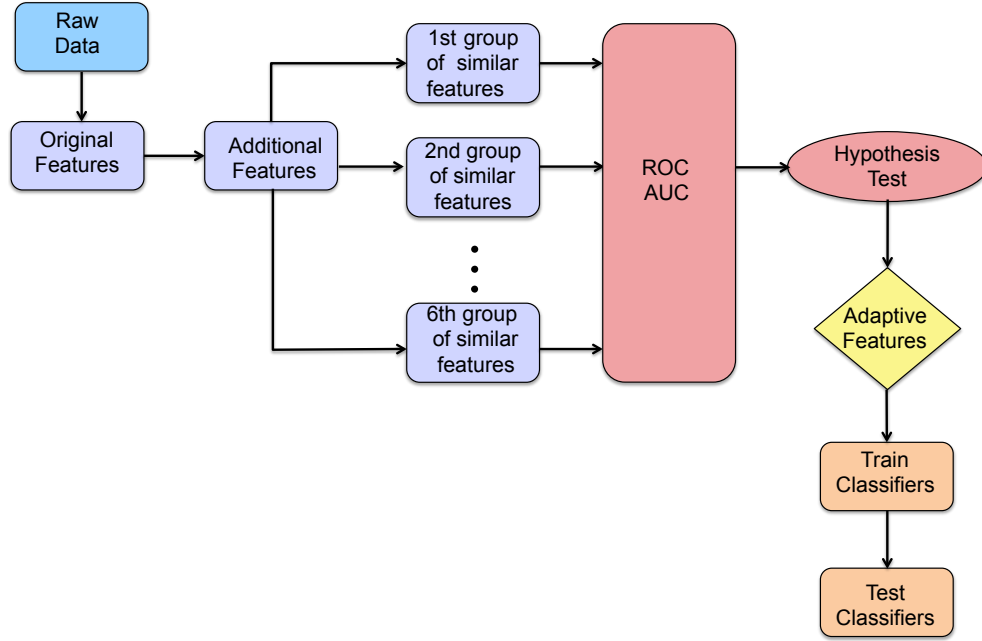 Raw
Data
Original
Features
Additional
Features
1st group
of similar
features
2nd group
of similar
features
6th group
of similar
features
ROC
AUC
Hypothesis
Test
Adaptive
Features
Train
Classifiers
Test
Classifiers